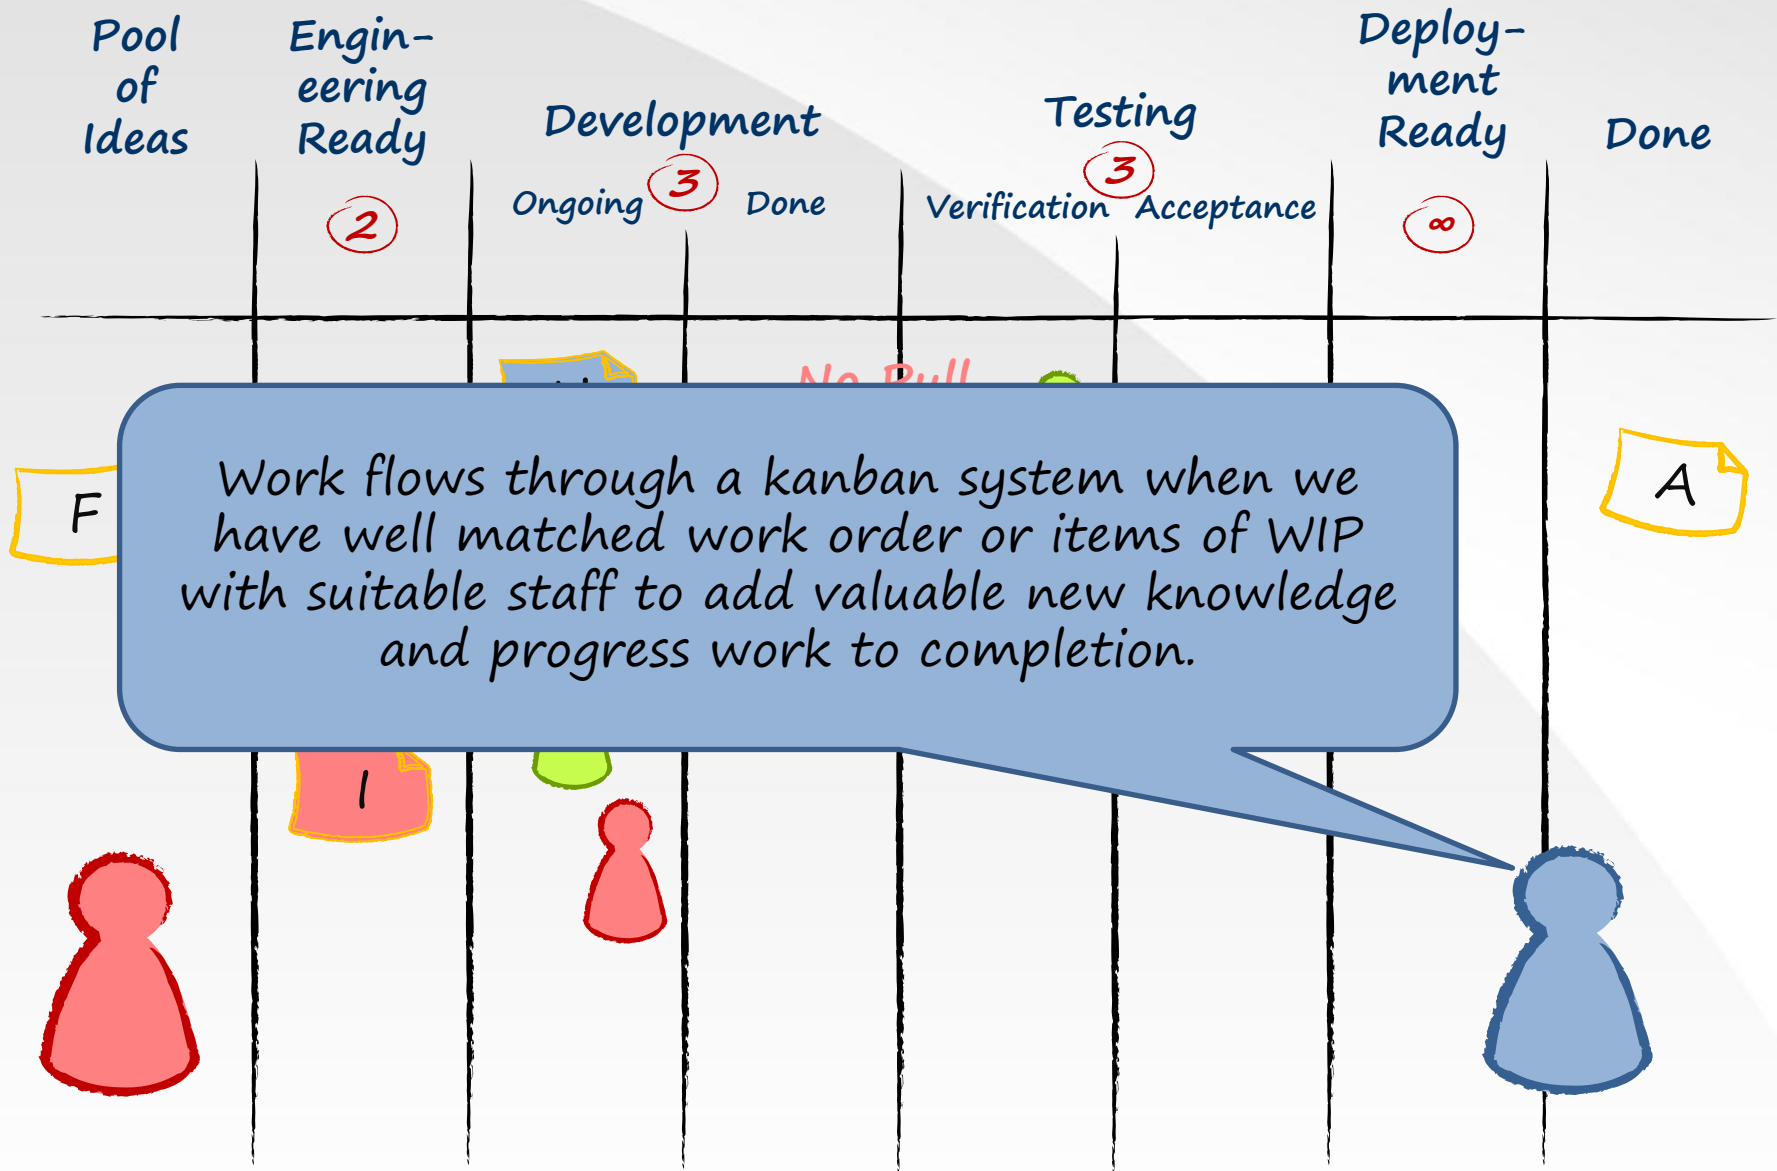 Pool
of
Ideas
Engin-
eering
Ready
2
Development
3
Ongoing
Done
Testing
3
Verification
Acceptance
Deploy-
ment
Ready
∞
Done
No Pull
F
A
Work flows through a kanban system when we
have well matched work order or items of WIP
with suitable staff to add valuable new knowledge
and progress work to completion.
I